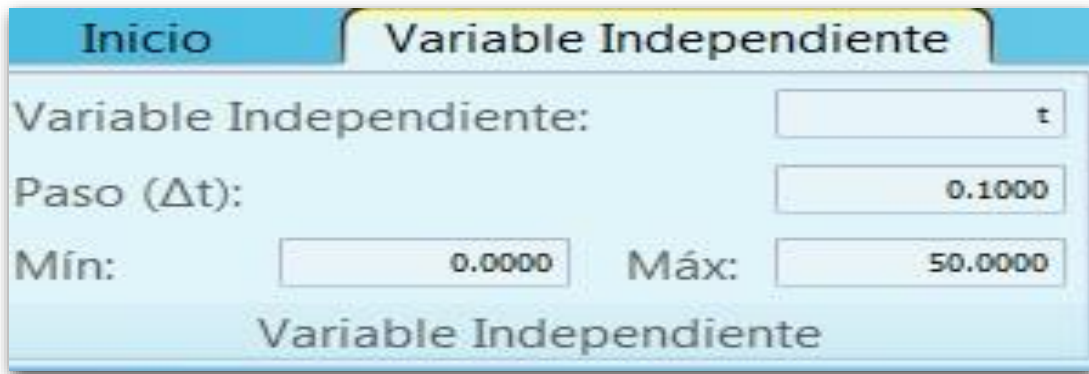 Inicio Variable Independiente
Variable Independiente: t
Paso (Δt): 0.1000
Mín: 0.0000 Máx: 50.0000
Variable Independiente